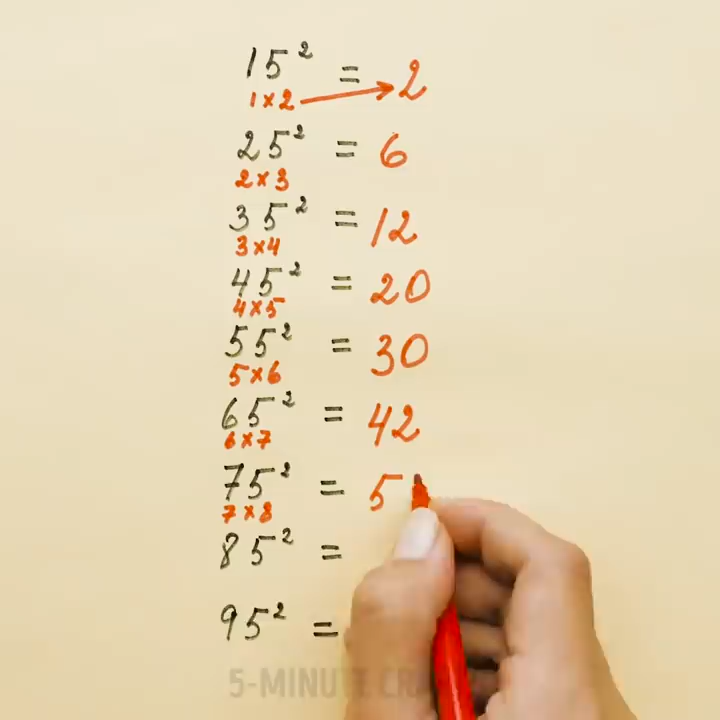 15² = 2
1×2
25² = 6
2×3
35² = 12
3×4
45² = 20
4×5
55² = 30
5×6
65² = 42
6×7
75² = 5
7×8
85² =
95² =
5-MINUTE